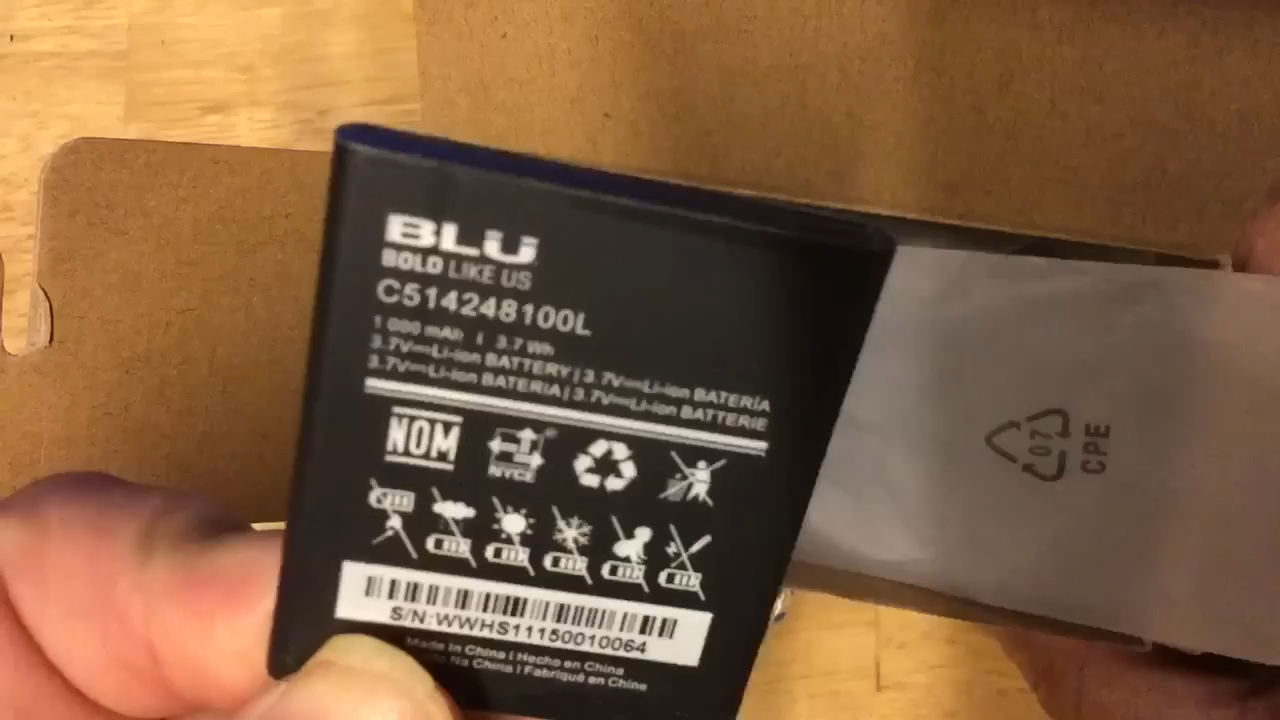 BLU
BOLD LIKE US
C514248100L
1 000 mAh | 3.7 Wh
3.7V⎓Li-ion BATTERY | 3.7V⎓Li-ion BATERÍA
3.7V⎓Li-ion BATERIA | 3.7V⎓Li-ion BATTERIE
NOM
NYCE
S/N:WWHS11150010064
Made In China | Hecho en China
Na China | Fabriqué en Chine
07
CPE